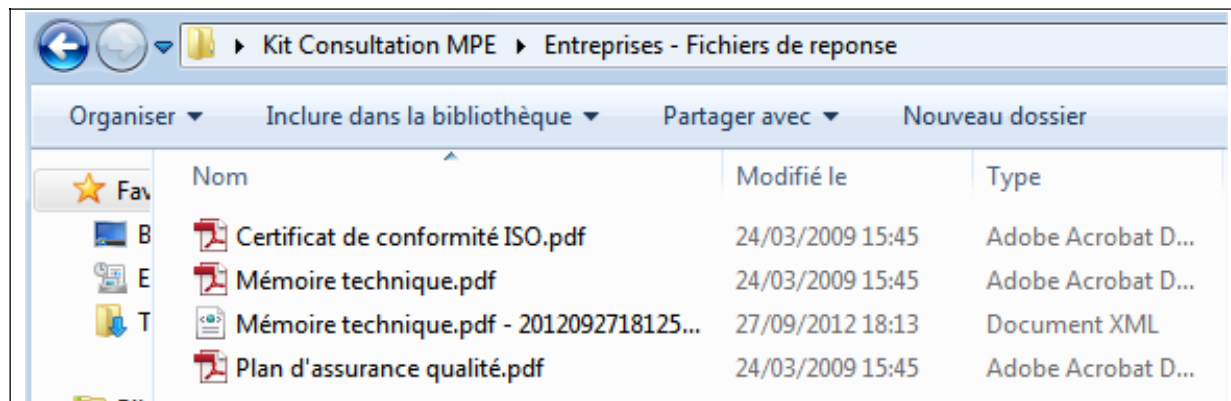 Kit Consultation MPE Entreprises - Fichiers de reponse
Organiser Inclure dans la bibliothèque Partager avec Nouveau dossier
Nom Modifié le Type
Fav
B Certificat de conformité ISO.pdf 24/03/2009 15:45 Adobe Acrobat D...
E Mémoire technique.pdf 24/03/2009 15:45 Adobe Acrobat D...
T Mémoire technique.pdf - 2012092718125... 27/09/2012 18:13 Document XML
Plan d'assurance qualité.pdf 24/03/2009 15:45 Adobe Acrobat D...